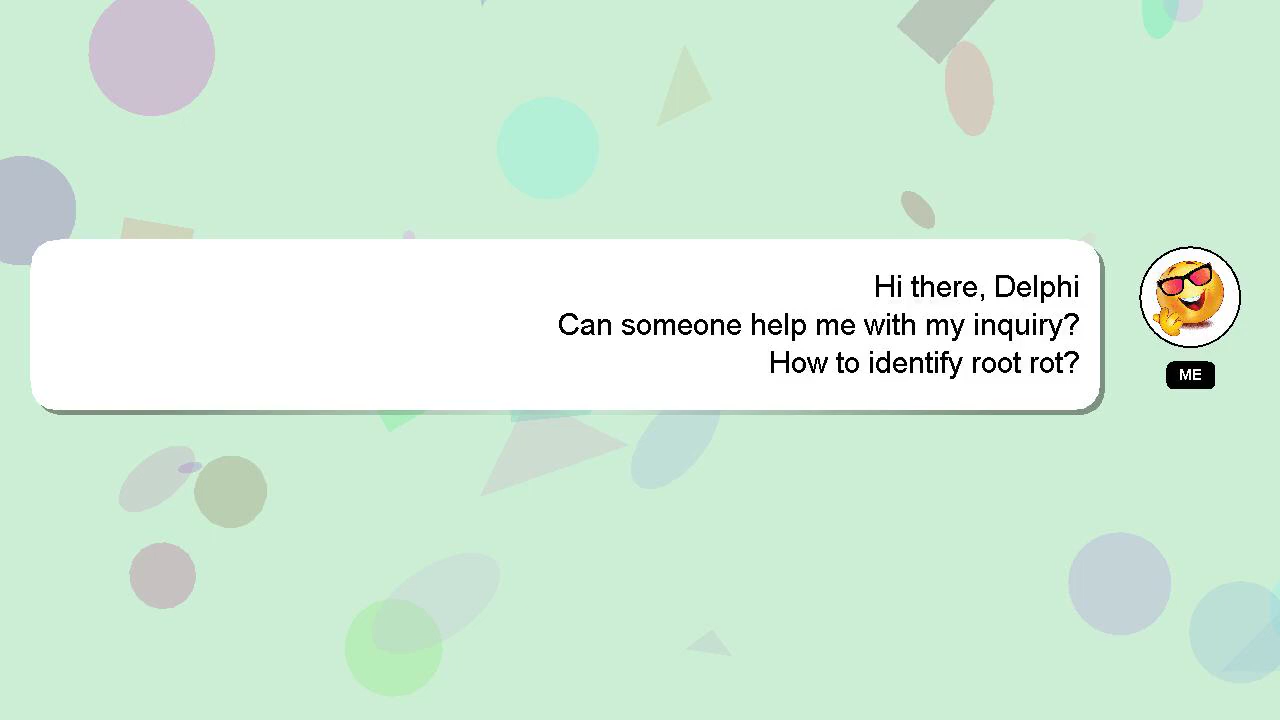 Hi there, Delphi
Can someone help me with my inquiry?
How to identify root rot?
ME